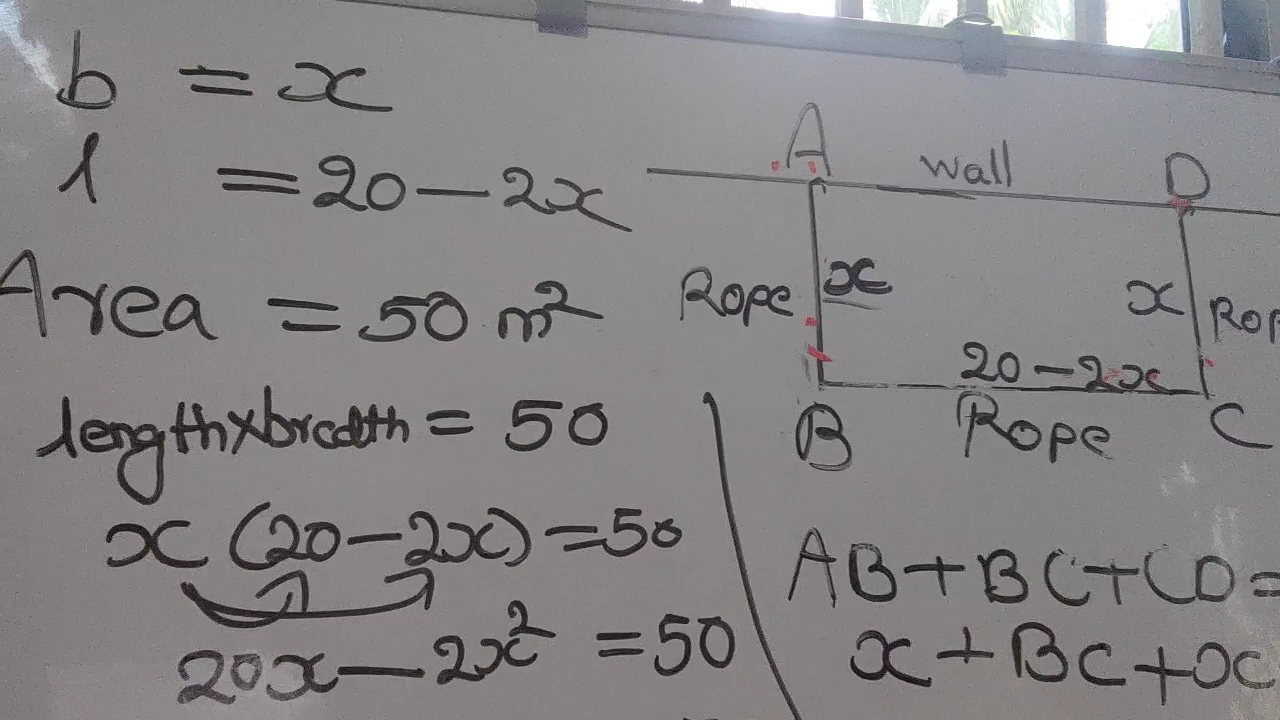 b = x
l = 20 - 2x
Area = 50 m²
length x breadth = 50
x (20 - 2x) = 50
20x - 2x² = 50
A wall D
Rope x x Rop
20 - 2x
B Rope C
AB + BC + CD =
x + BC + x